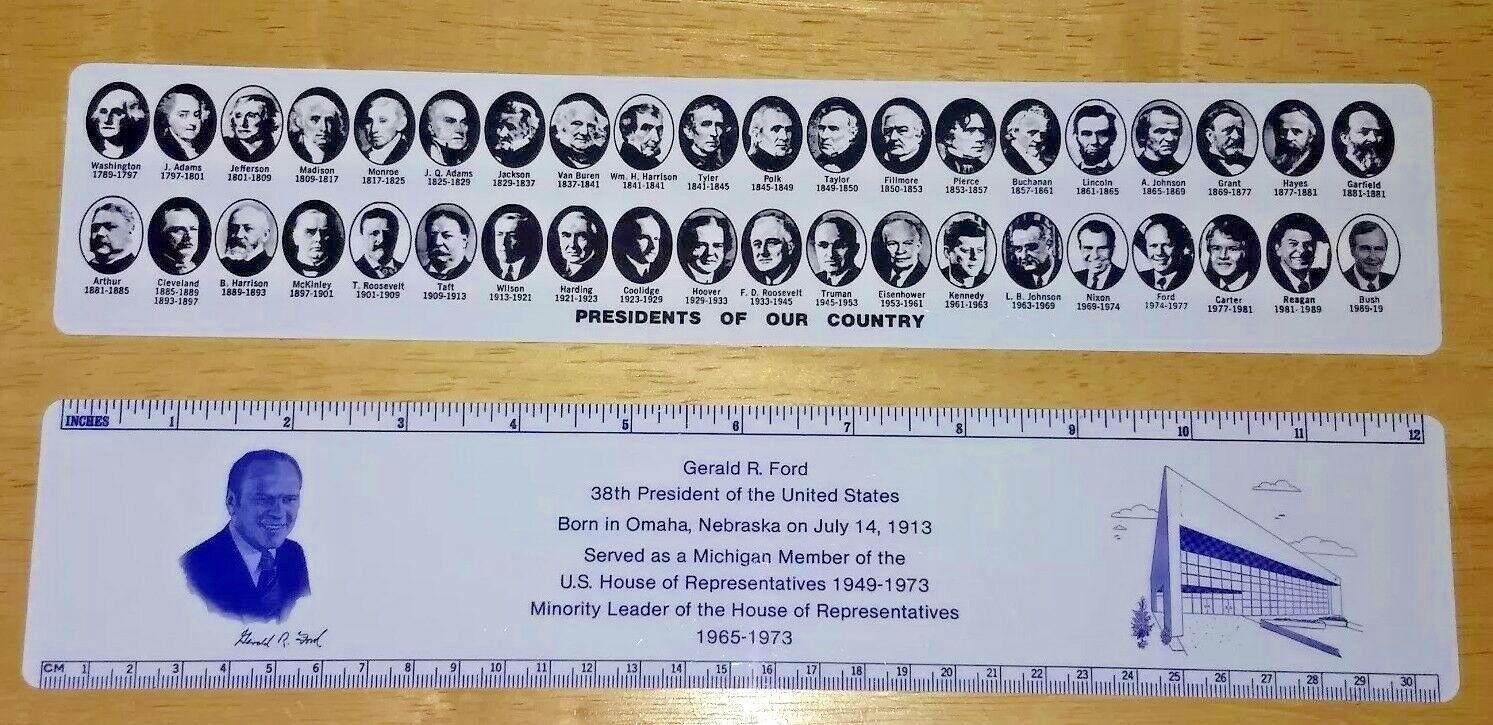 Washington J. Adams Jefferson Madison Monroe J. Q. Adams Jackson Van Buren Wm. H. Harrison Tyler Polk Taylor Fillmore Pierce Buchanan Lincoln A. Johnson Grant Hayes Garfield
1789-1797 1797-1801 1801-1809 1809-1817 1817-1825 1825-1829 1829-1837 1837-1841 1841-1841 1841-1845 1845-1849 1849-1850 1850-1853 1853-1857 1857-1861 1861-1865 1865-1869 1869-1877 1877-1881 1881-1881
Arthur Cleveland B. Harrison McKinley T. Roosevelt Taft Wilson Harding Coolidge Hoover F. D. Roosevelt Truman Eisenhower Kennedy L. B. Johnson Nixon Ford Carter Reagan Bush
1881-1885 1885-1889 1889-1893 1897-1901 1901-1909 1909-1913 1913-1921 1921-1923 1923-1929 1929-1933 1933-1945 1945-1953 1953-1961 1961-1963 1963-1969 1969-1974 1974-1977 1977-1981 1981-1989 1989-19
1893-1897
PRESIDENTS OF OUR COUNTRY
INCHES 1 2 3 4 5 6 7 8 9 10 11 12
Gerald R. Ford
38th President of the United States
Born in Omaha, Nebraska on July 14, 1913
Served as a Michigan Member of the
U.S. House of Representatives 1949-1973
Minority Leader of the House of Representatives
1965-1973
Gerald R. Ford
CM 1 2 3 4 5 6 7 8 9 10 11 12 13 14 15 16 17 18 19 20 21 22 23 24 25 26 27 28 29 30